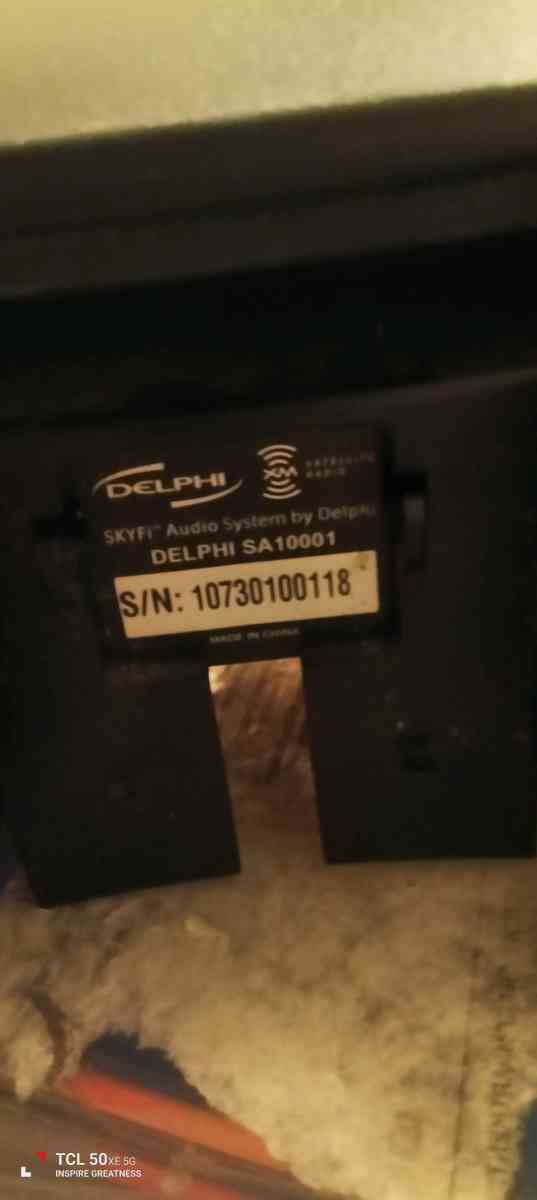 DELPHI XM SATELLITE RADIO
SKYFi™ Audio System by Delphi
DELPHI SA10001
S/N: 10730100118
MADE IN CHINA
TCL 50 XE 5G
INSPIRE GREATNESS